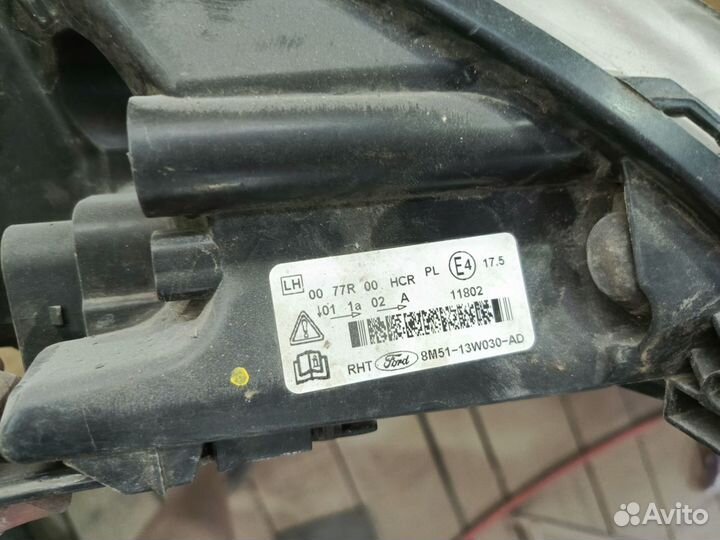 LH 00 77R 00 HCR PL E4 17.5
↓01 1a 02 A 11802
RHT Ford 8M51-13W030-AD
Avito